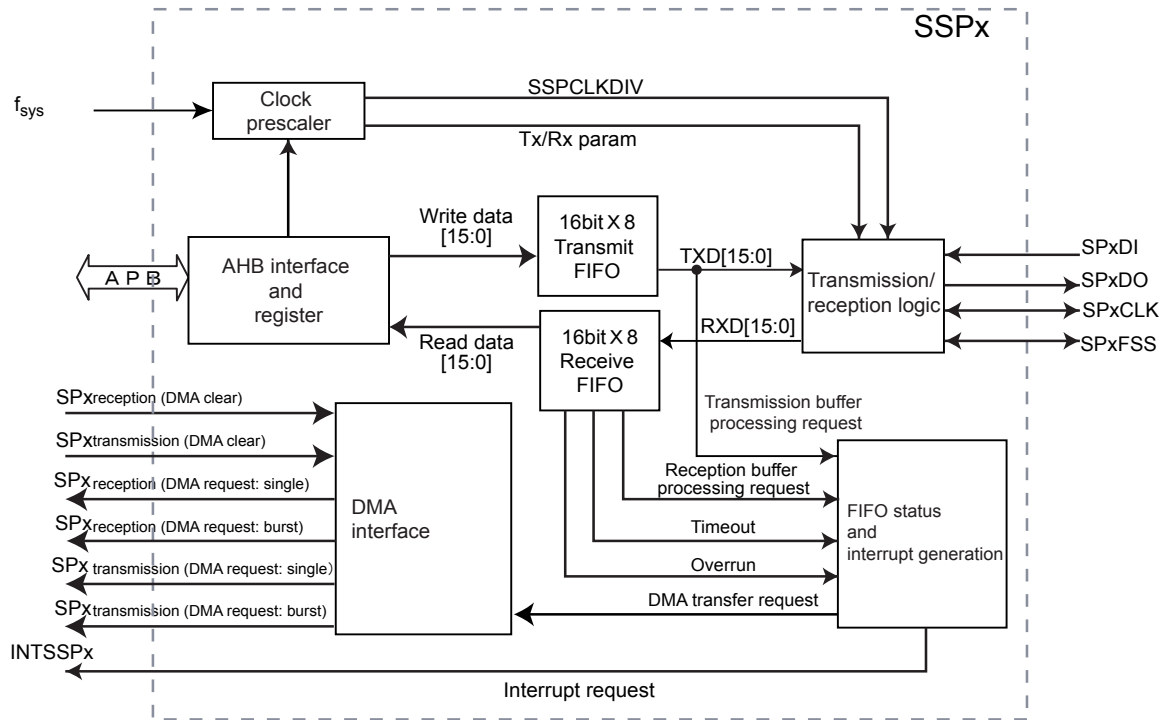 SSPx
fsys
Clock
prescaler
SSPCLKDIV
Tx/Rx param
Write data
[15:0]
16bit X 8
Transmit
FIFO
TXD[15:0]
A P B
AHB interface
and
register
Transmission/
reception logic
SPxDI
SPxDO
SPxCLK
SPxFSS
Read data
[15:0]
16bit X 8
Receive
FIFO
RXD[15:0]
SPxreception (DMA clear)
SPxtransmission (DMA clear)
SPx reception (DMA request: single)
SPxreception (DMA request: burst)
SPx transmission (DMA request: single)
SPxtransmission (DMA request: burst)
INTSSPx
DMA
interface
Transmission buffer
processing request
Reception buffer
processing request
Timeout
Overrun
DMA transfer request
FIFO status
and
interrupt generation
Interrupt request